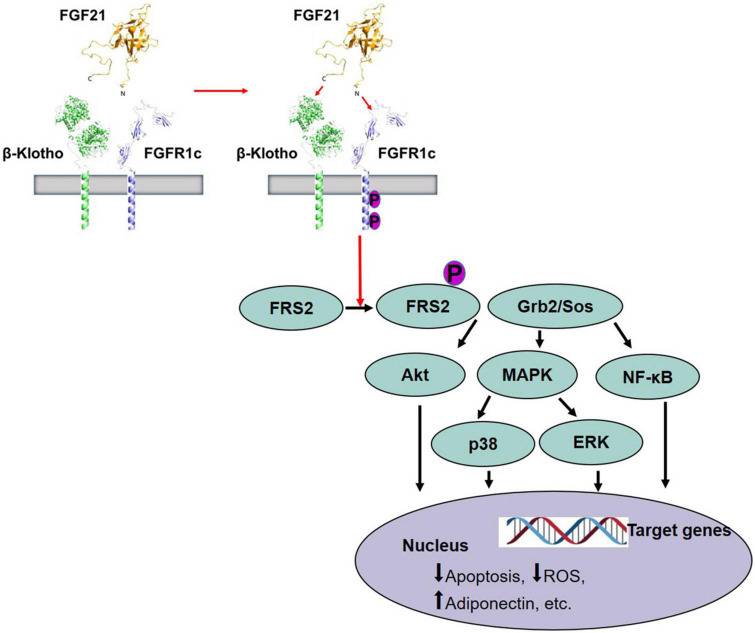 FGF21
FGF21
C
N
C
N
β-Klotho
FGFR1c
β-Klotho
FGFR1c
P
P
P
FRS2
FRS2
Grb2/Sos
Akt
MAPK
NF-κB
p38
ERK
Target genes
Nucleus
Apoptosis, ROS,
Adiponectin, etc.